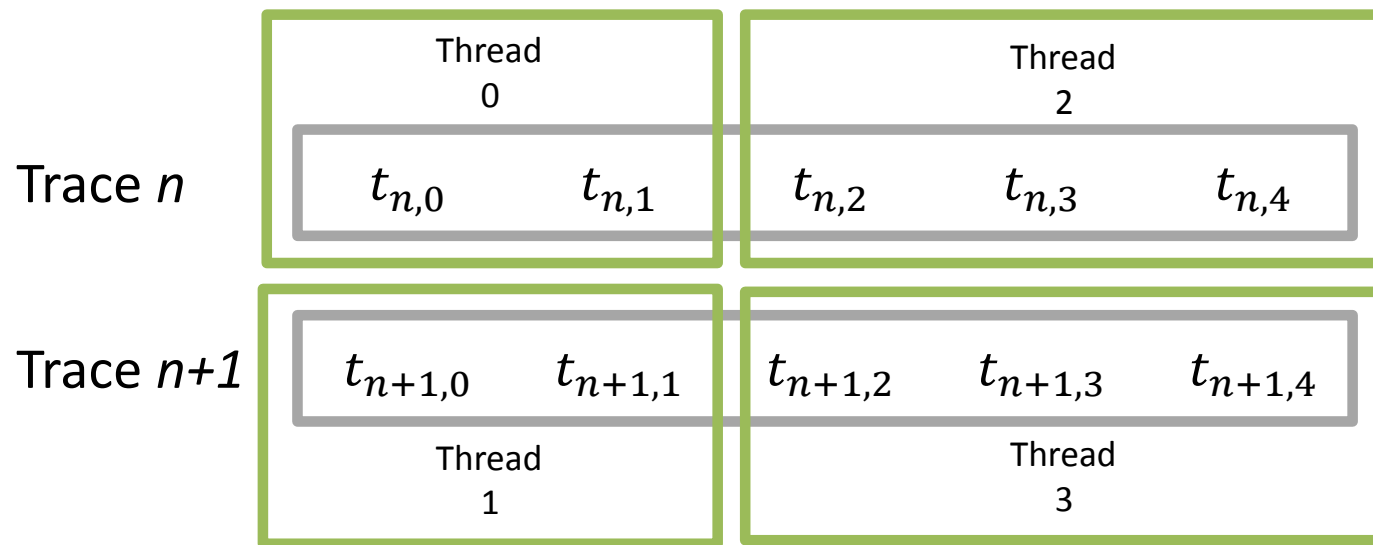 Thread Thread
0 2
Trace n t_{n,0} t_{n,1} t_{n,2} t_{n,3} t_{n,4}
Trace n+1 t_{n+1,0} t_{n+1,1} t_{n+1,2} t_{n+1,3} t_{n+1,4}
Thread Thread
1 3